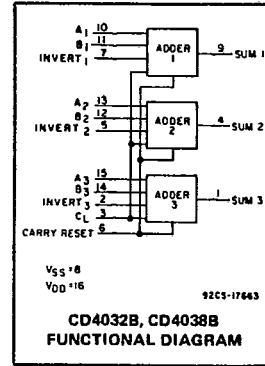 A1 10
B1 11
INVERT1 7
ADDER 1
9 SUM 1
A2 13
B2 12
INVERT 2 5
ADDER 2
4 SUM 2
A3 15
B3 14
INVERT3 2
CL 3
CARRY RESET 6
ADDER 3
1 SUM 3
VSS=8
VDD=16
92CS-17663
CD4032B, CD4038B
FUNCTIONAL DIAGRAM